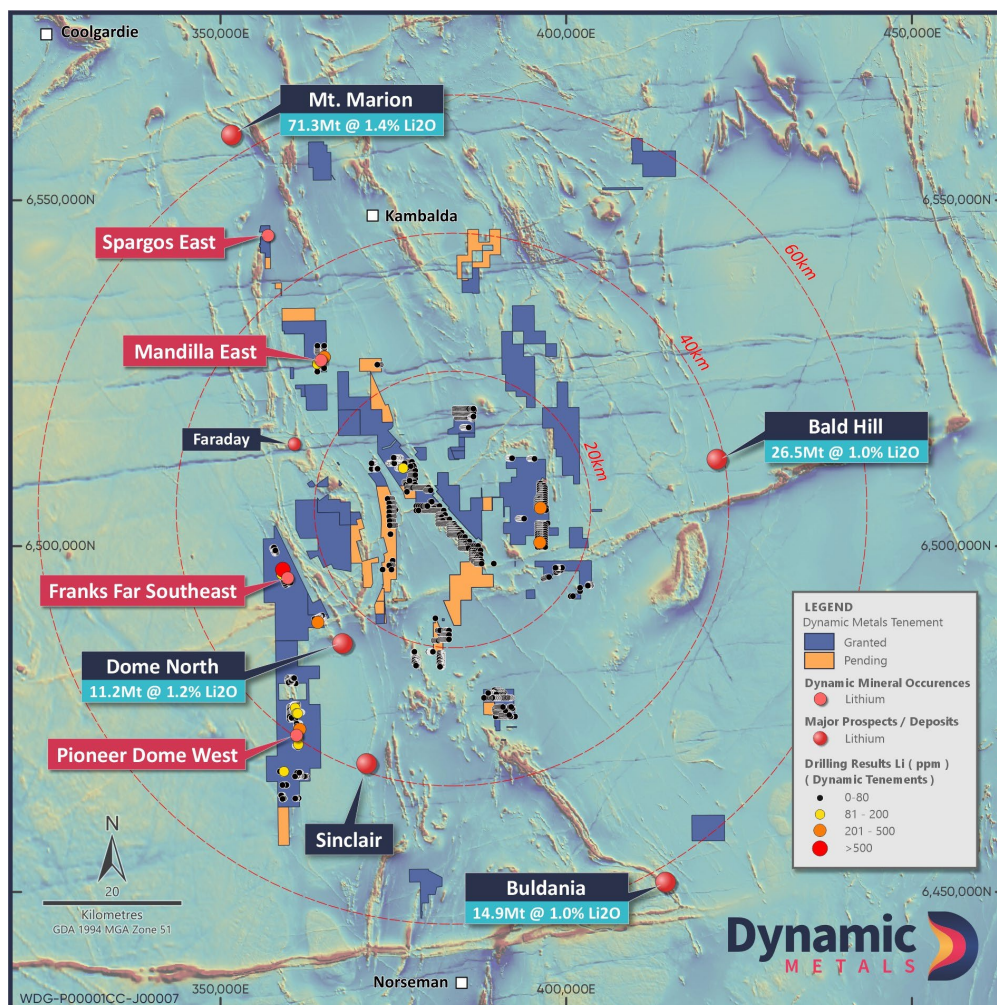 350,000E
400,000E
450,000E
Coolgardie
Mt. Marion
71.3Mt @ 1.4% Li2O
6,550,000N
6,550,000N
Kambalda
Spargos East
60km
Mandilla East
40km
Faraday
Bald Hill
26.5Mt @ 1.0% Li2O
20km
6,500,000N
6,500,000N
Franks Far Southeast
Dome North
11.2Mt @ 1.2% Li2O
Pioneer Dome West
Sinclair
Buldania
14.9Mt @ 1.0% Li2O
6,450,000N
LEGEND
Dynamic Metals Tenement
Granted
Pending
Dynamic Mineral Occurences
Lithium
Major Prospects / Deposits
Lithium
Drilling Results Li ( ppm )
( Dynamic Tenements )
0-80
81 - 200
201 - 500
>500
N
20
Kilometres
GDA 1994 MGA Zone 51
Dynamic
METALS
Norseman
WDG-P00001CC-J00007
350,000E
400,000E